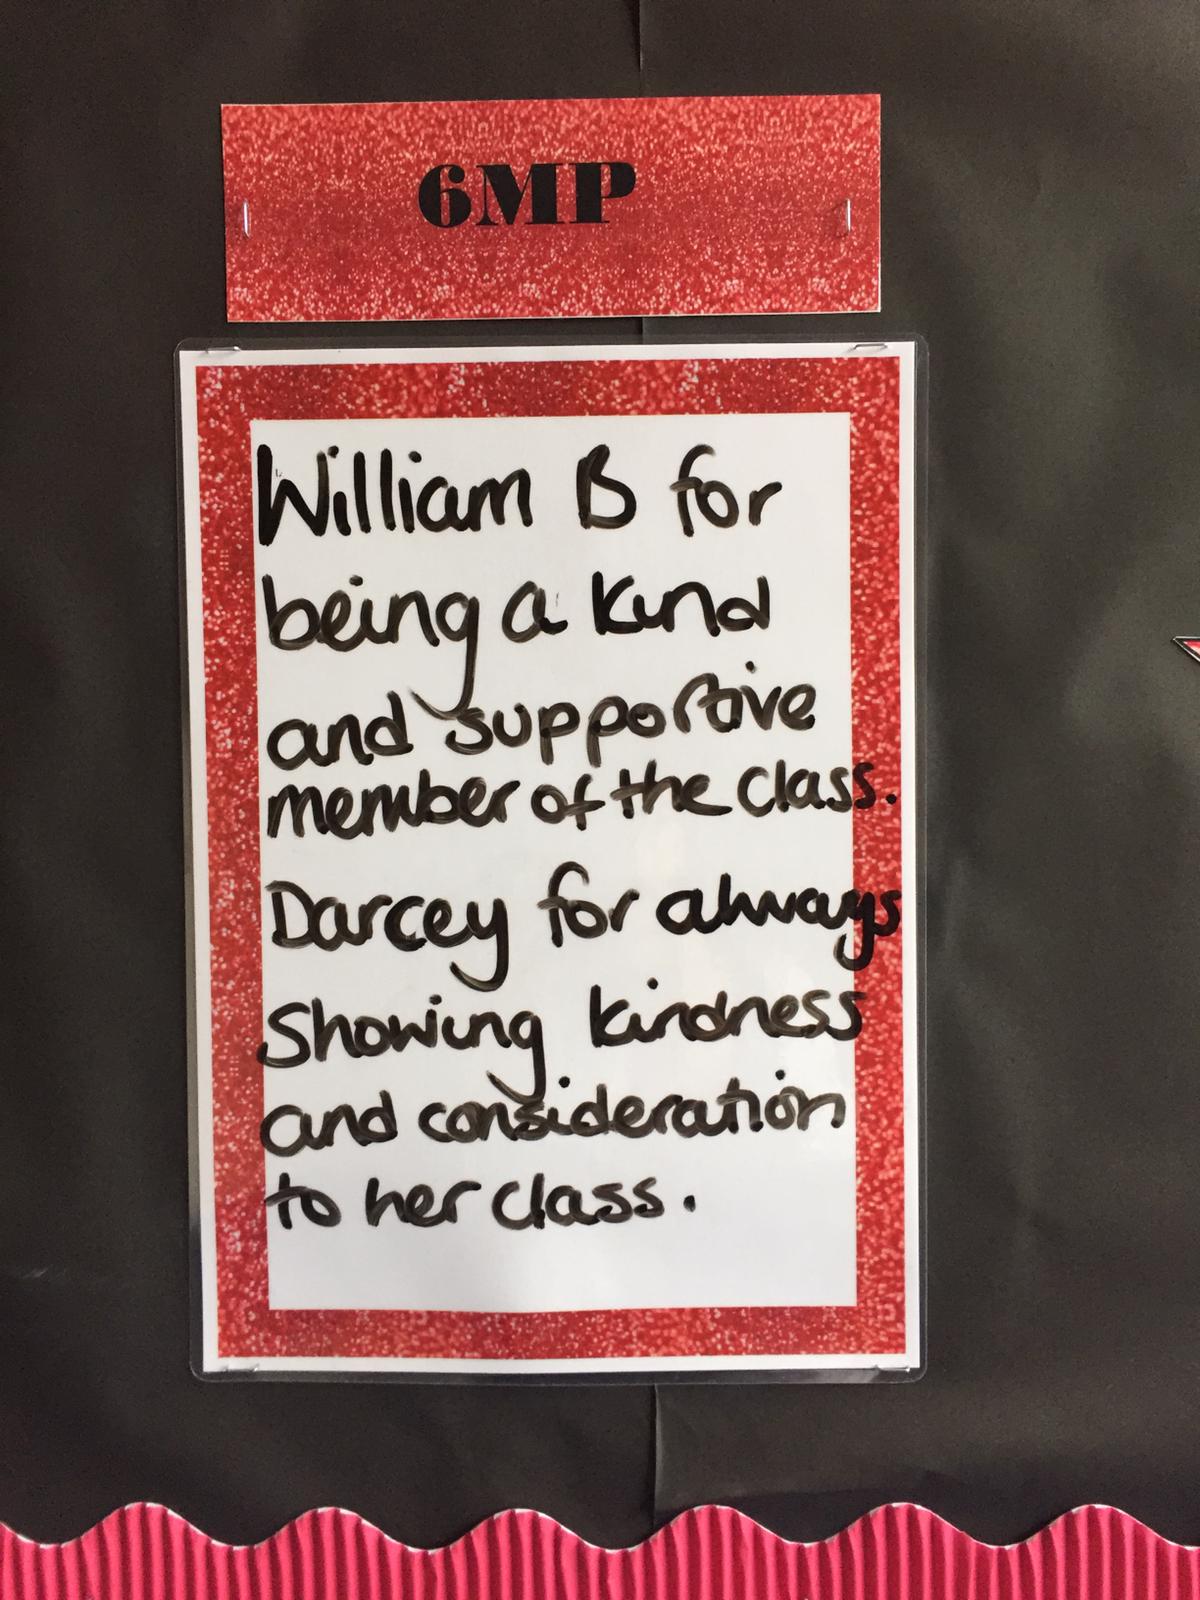 6MP
William B for
being a kind
and supportive
member of the class.
Darcey for always
Showing kindness
and consideration
to her class.